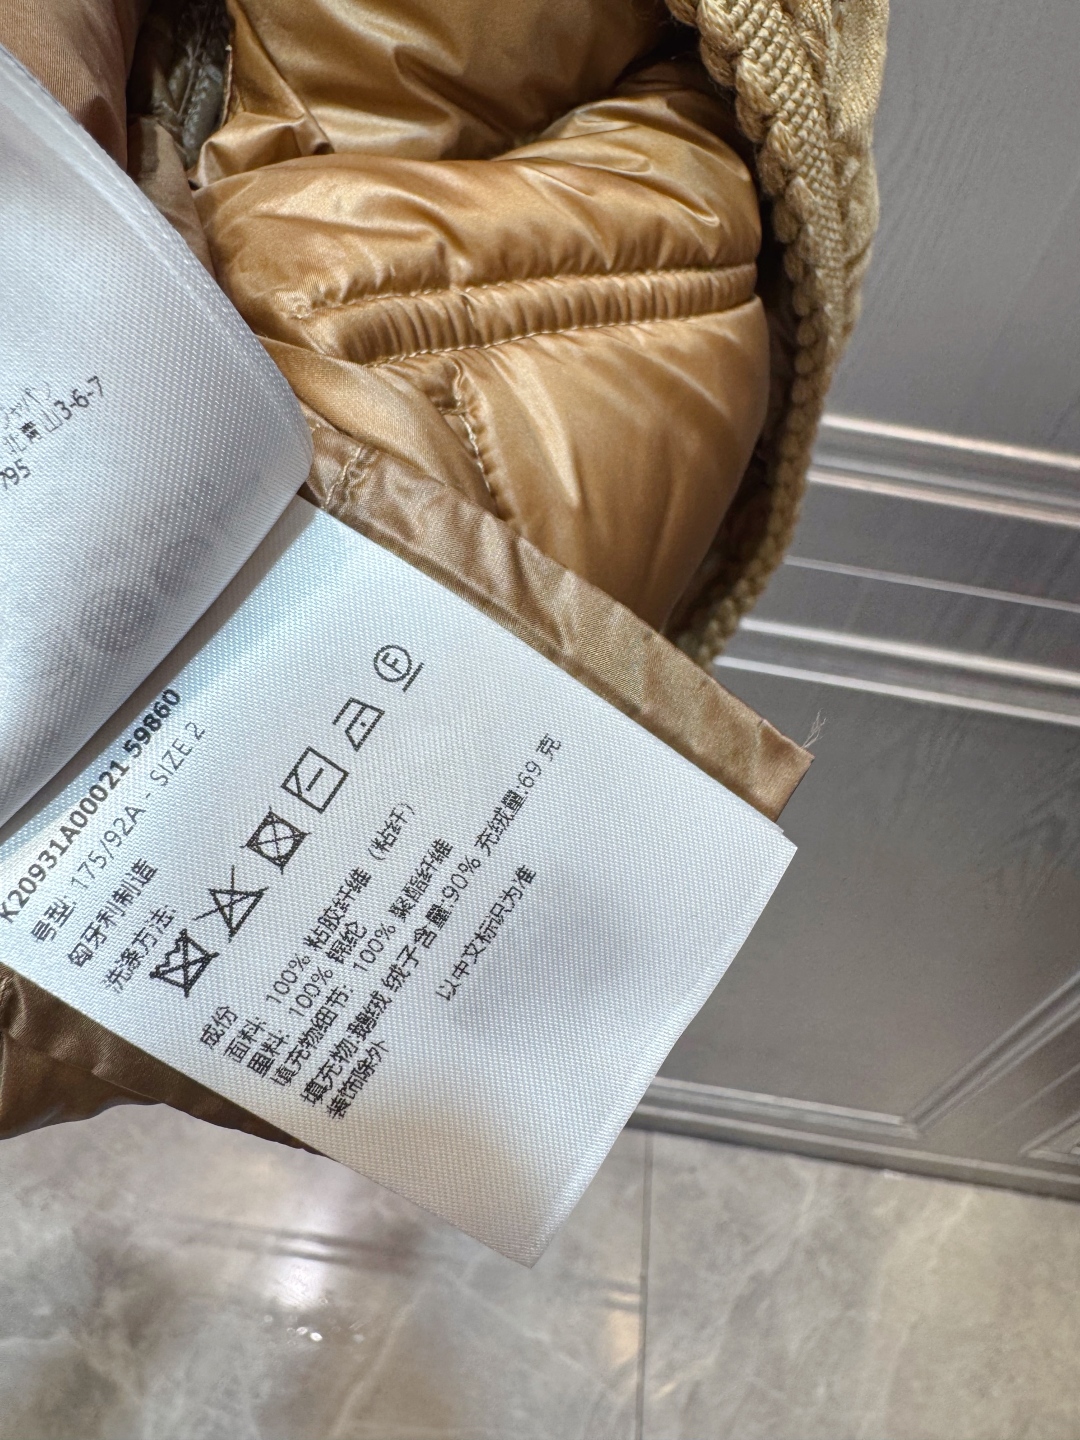 北青山3-6-7
795
K20931A00021 59860
号型: 175/92A - SIZE 2
匈牙利制造
洗涤方法:
F
成份
面料: 100% 粘胶纤维 (粘纤)
里料: 100% 锦纶
填充物细节: 100% 聚酯纤维
填充物:鹅绒 绒子含量:90% 充绒量:69 克
装饰除外
以中文标识为准